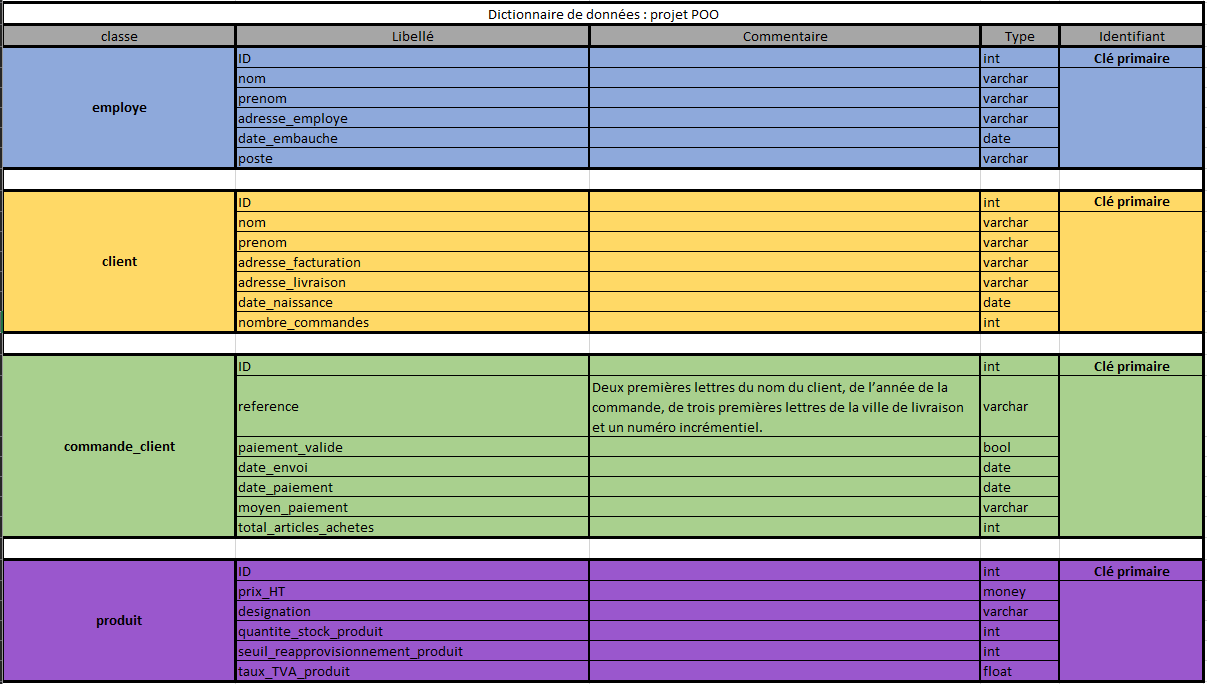 Dictionnaire de données : projet POO
classe Libellé Commentaire Type Identifiant
employe
ID int Clé primaire
nom varchar
prenom varchar
adresse_employe varchar
date_embauche date
poste varchar
client
ID int Clé primaire
nom varchar
prenom varchar
adresse_facturation varchar
adresse_livraison varchar
date_naissance date
nombre_commandes int
commande_client
ID int Clé primaire
reference
Deux premières lettres du nom du client, de l’année de la
commande, de trois premières lettres de la ville de livraison
et un numéro incrémentiel.
varchar
paiement_valide bool
date_envoi date
date_paiement date
moyen_paiement varchar
total_articles_achetes int
produit
ID int Clé primaire
prix_HT money
designation varchar
quantite_stock_produit int
seuil_reapprovisionnement_produit int
taux_TVA_produit float